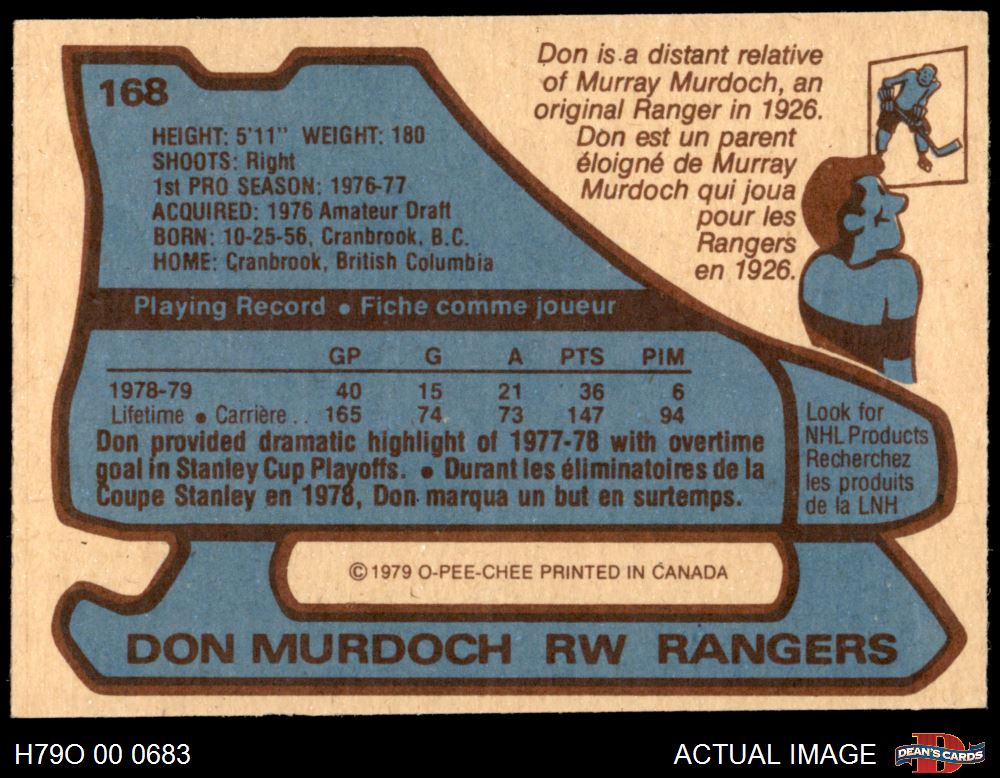 168
HEIGHT: 5'11" WEIGHT: 180
SHOOTS: Right
1st PRO SEASON: 1976-77
ACQUIRED: 1976 Amateur Draft
BORN: 10-25-56, Cranbrook, B.C.
HOME: Cranbrook, British Columbia
Don is a distant relative
of Murray Murdoch, an
original Ranger in 1926.
Don est un parent
éloigné de Murray
Murdoch qui joua
pour les
Rangers
en 1926.
Playing Record • Fiche comme joueur
GP G A PTS PIM
1978-79 40 15 21 36 6
Lifetime • Carrière . . 165 74 73 147 94
Don provided dramatic highlight of 1977-78 with overtime
goal in Stanley Cup Playoffs. • Durant les éliminatoires de la
Coupe Stanley en 1978, Don marqua un but en surtemps.
Look for
NHL Products
Recherchez
les produits
de la LNH
© 1979 O-PEE-CHEE PRINTED IN CANADA
DON MURDOCH RW RANGERS
H79O 00 0683
ACTUAL IMAGE
DEAN'S CARDS